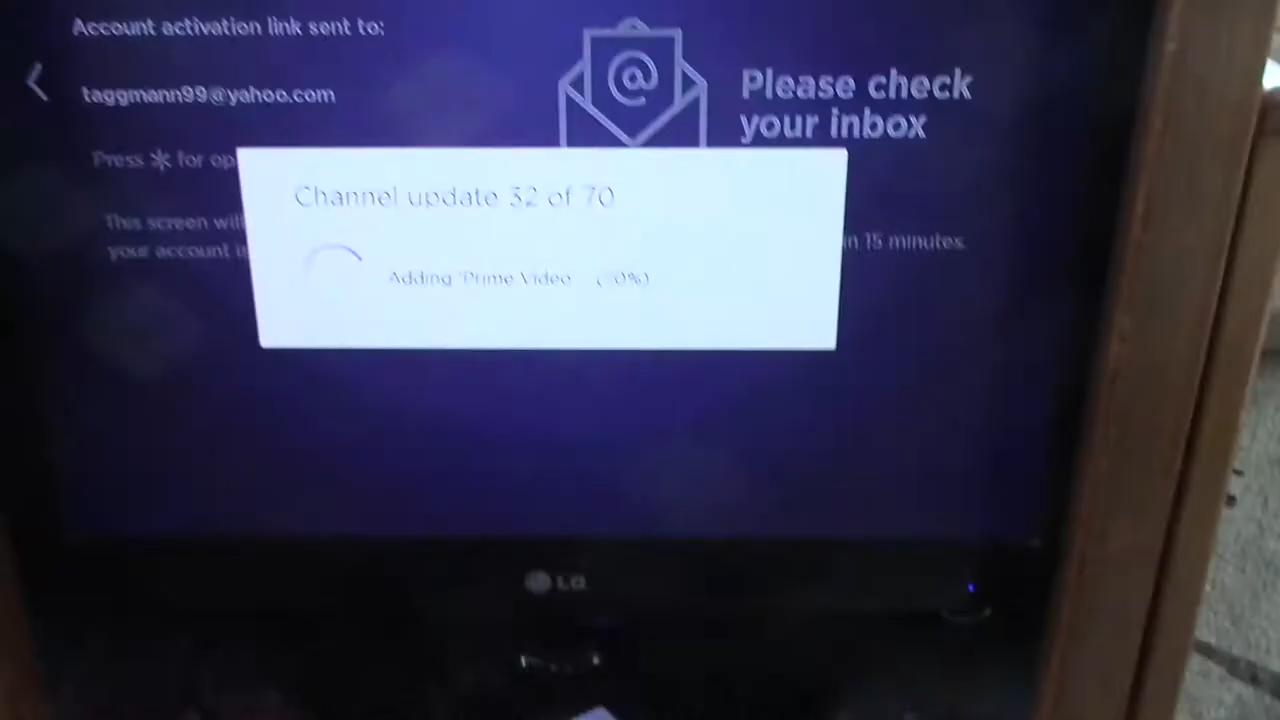 Account activation link sent to:
taggmann99@yahoo.com
Please check
your inbox
Press * for op
Channel update 32 of 70
This screen will
your account is
in 15 minutes.
Adding 'Prime Video
LG